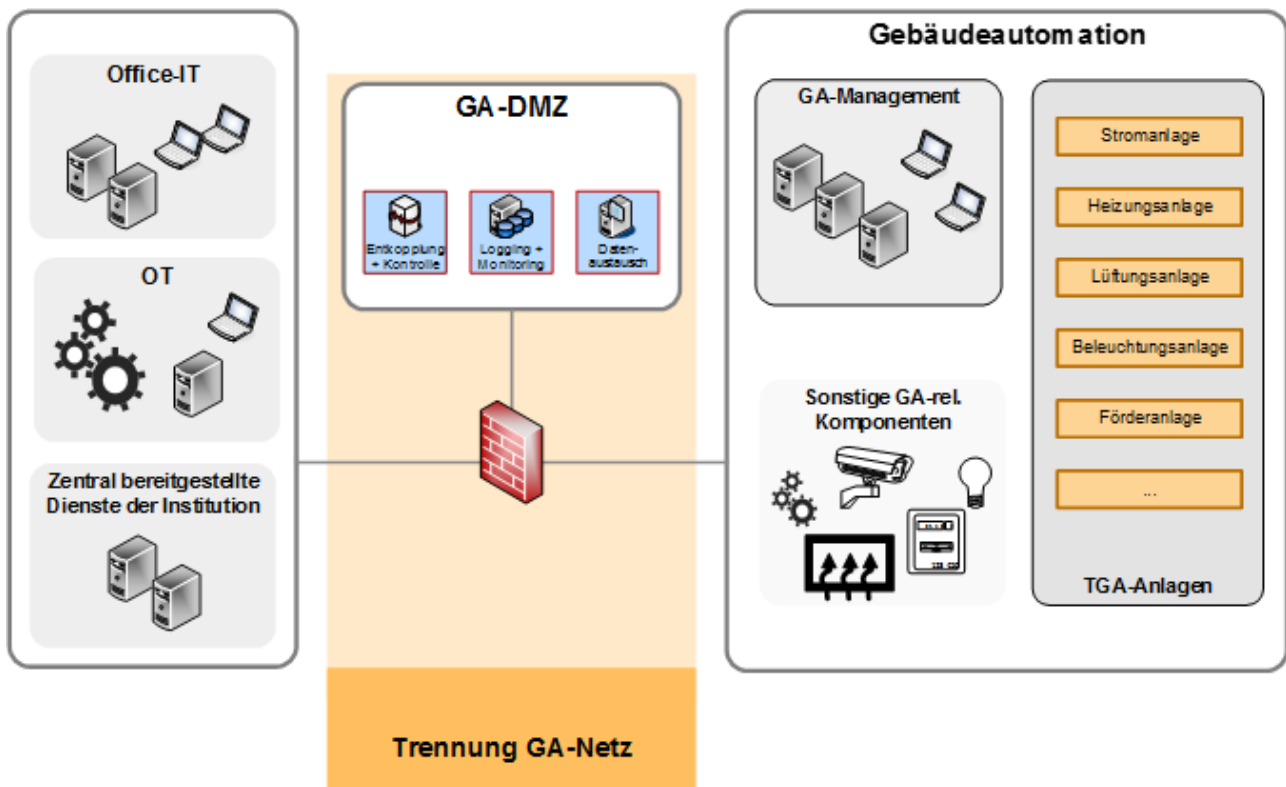 Office-IT
OT
Zentral bereitgestellte
Dienste der Institution
GA-DMZ
Entkopplung
+ Kontrolle
Logging +
Monitoring
Daten-
austausch
Trennung GA-Netz
Gebäudeautomation
GA-Management
Sonstige GA-rel.
Komponenten
Stromanlage
Heizungsanlage
Lüftungsanlage
Beleuchtungsanlage
Förderanlage
...
TGA-Anlagen